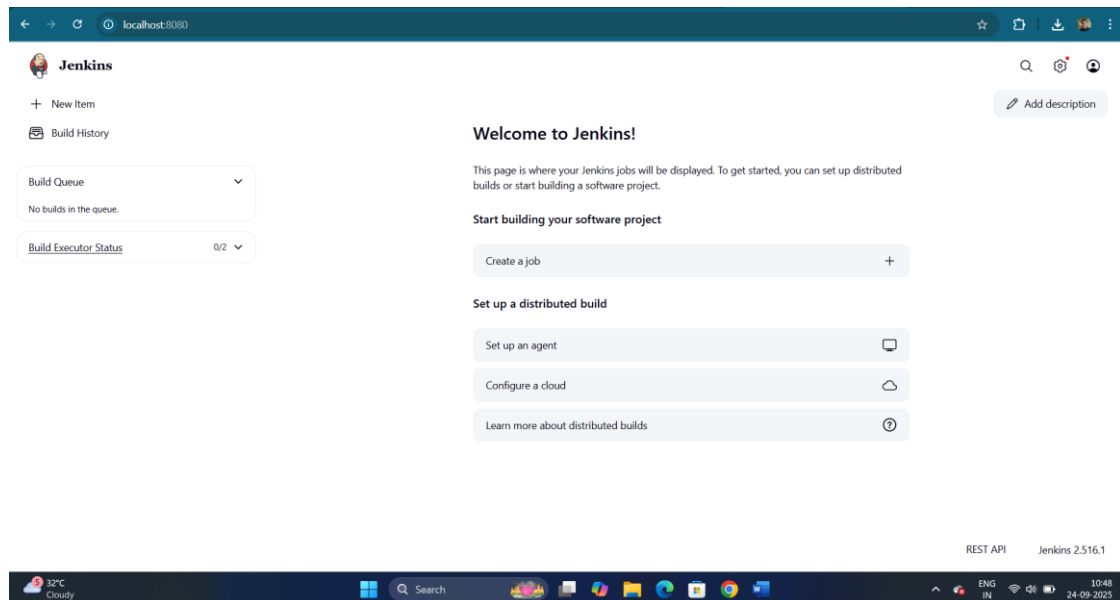 localhost:8080
Jenkins
New Item
Add description
Build History
Welcome to Jenkins!
This page is where your Jenkins jobs will be displayed. To get started, you can set up distributed
builds or start building a software project.
Build Queue
No builds in the queue.
Start building your software project
Build Executor Status
0/2
Create a job
Set up a distributed build
Set up an agent
Configure a cloud
Learn more about distributed builds
REST API
Jenkins 2.516.1
5
32°C
Cloudy
Search
ENG
IN
10:48
24-09-2025